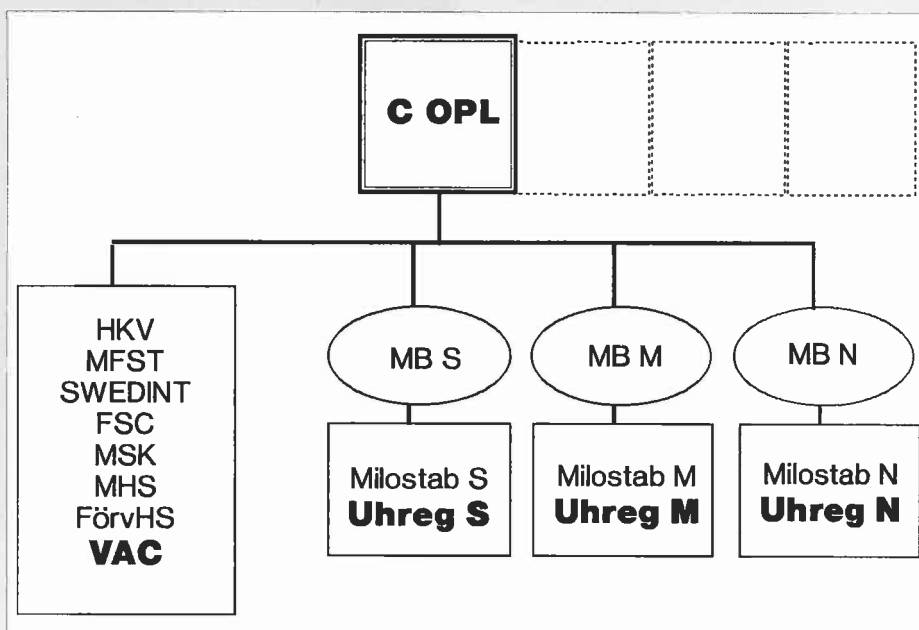 C OPL
HKV
MFST
SWEDINT
FSC
MSK
MHS
FörvHS
VAC
MB S
Milostab S
Uhreg S
MB M
Milostab M
Uhreg M
MB N
Milostab N
Uhreg N